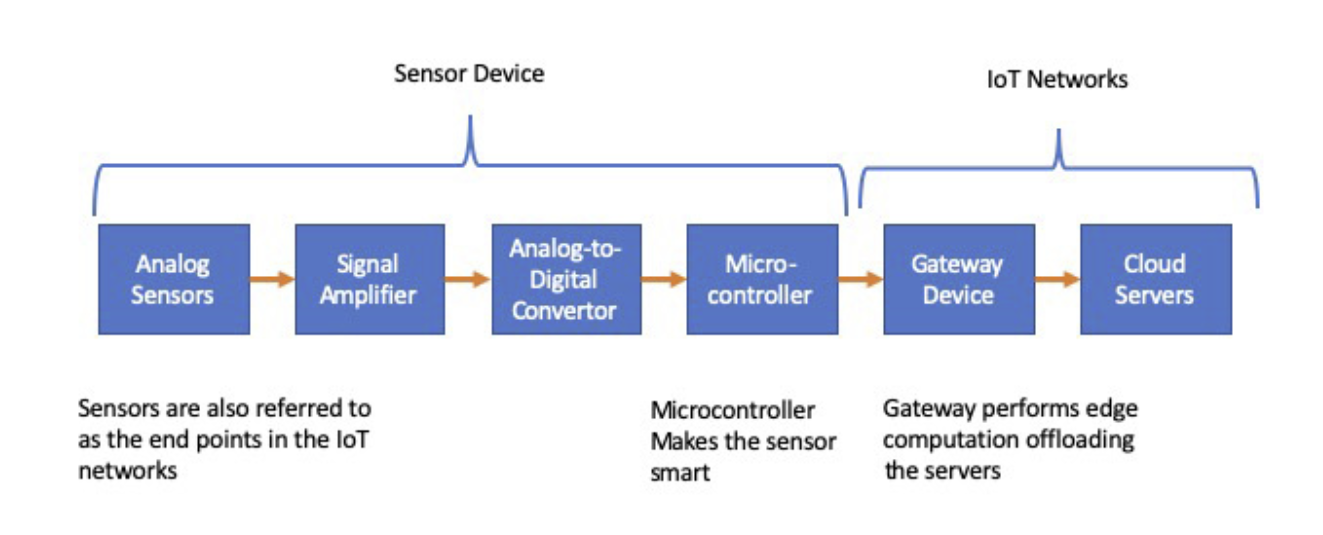 Sensor Device
IoT Networks
Analog
Sensors
Signal
Amplifier
Analog-to-
Digital
Convertor
Micro-
controller
Gateway
Device
Cloud
Servers
Sensors are also referred to
as the end points in the IoT
networks
Microcontroller
Makes the sensor
smart
Gateway performs edge
computation offloading
the servers